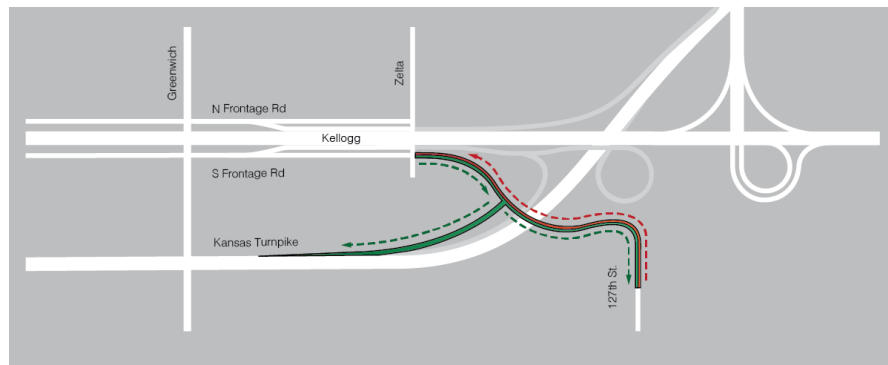 Greenwich
Zelta
N Frontage Rd
Kellogg
S Frontage Rd
Kansas Turnpike
127th St.